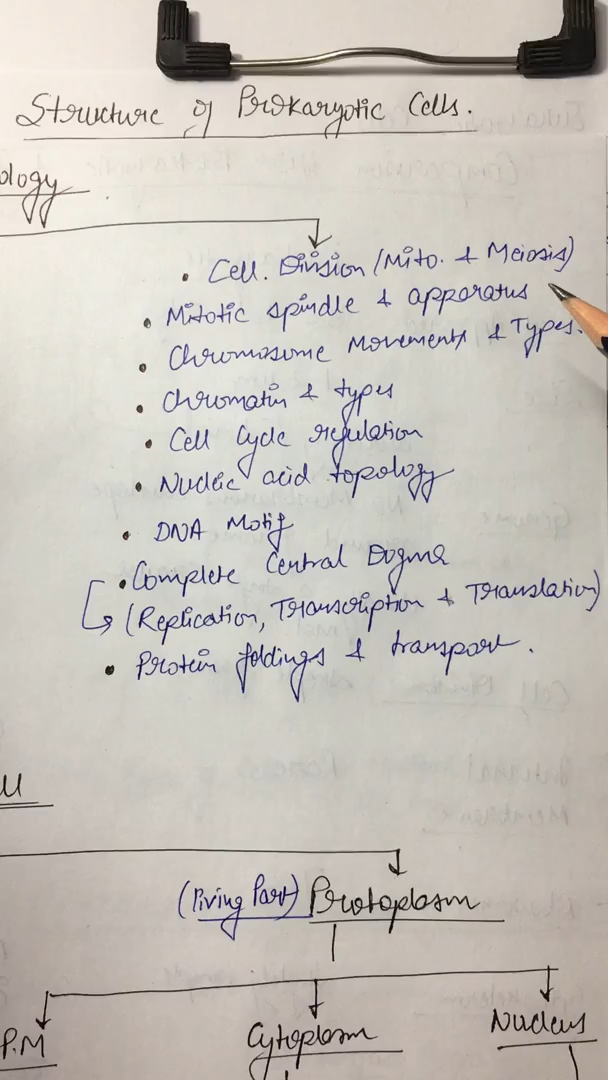 Structure of Prokaryotic Cells.
ology
• Cell. Division (Mito. & Meiosis)
• Mitotic spindle & apparatus
• Chromosome Movements & Types.
• Chromatin & types
• Cell Cycle regulation
• Nucleic acid topology
• DNA Motif
• Complete Central Dogma
(Replication, Transcription & Translation)
• Protein foldings & transport.
(Living Part) Protoplasm
P.M Cytoplasm Nucleus